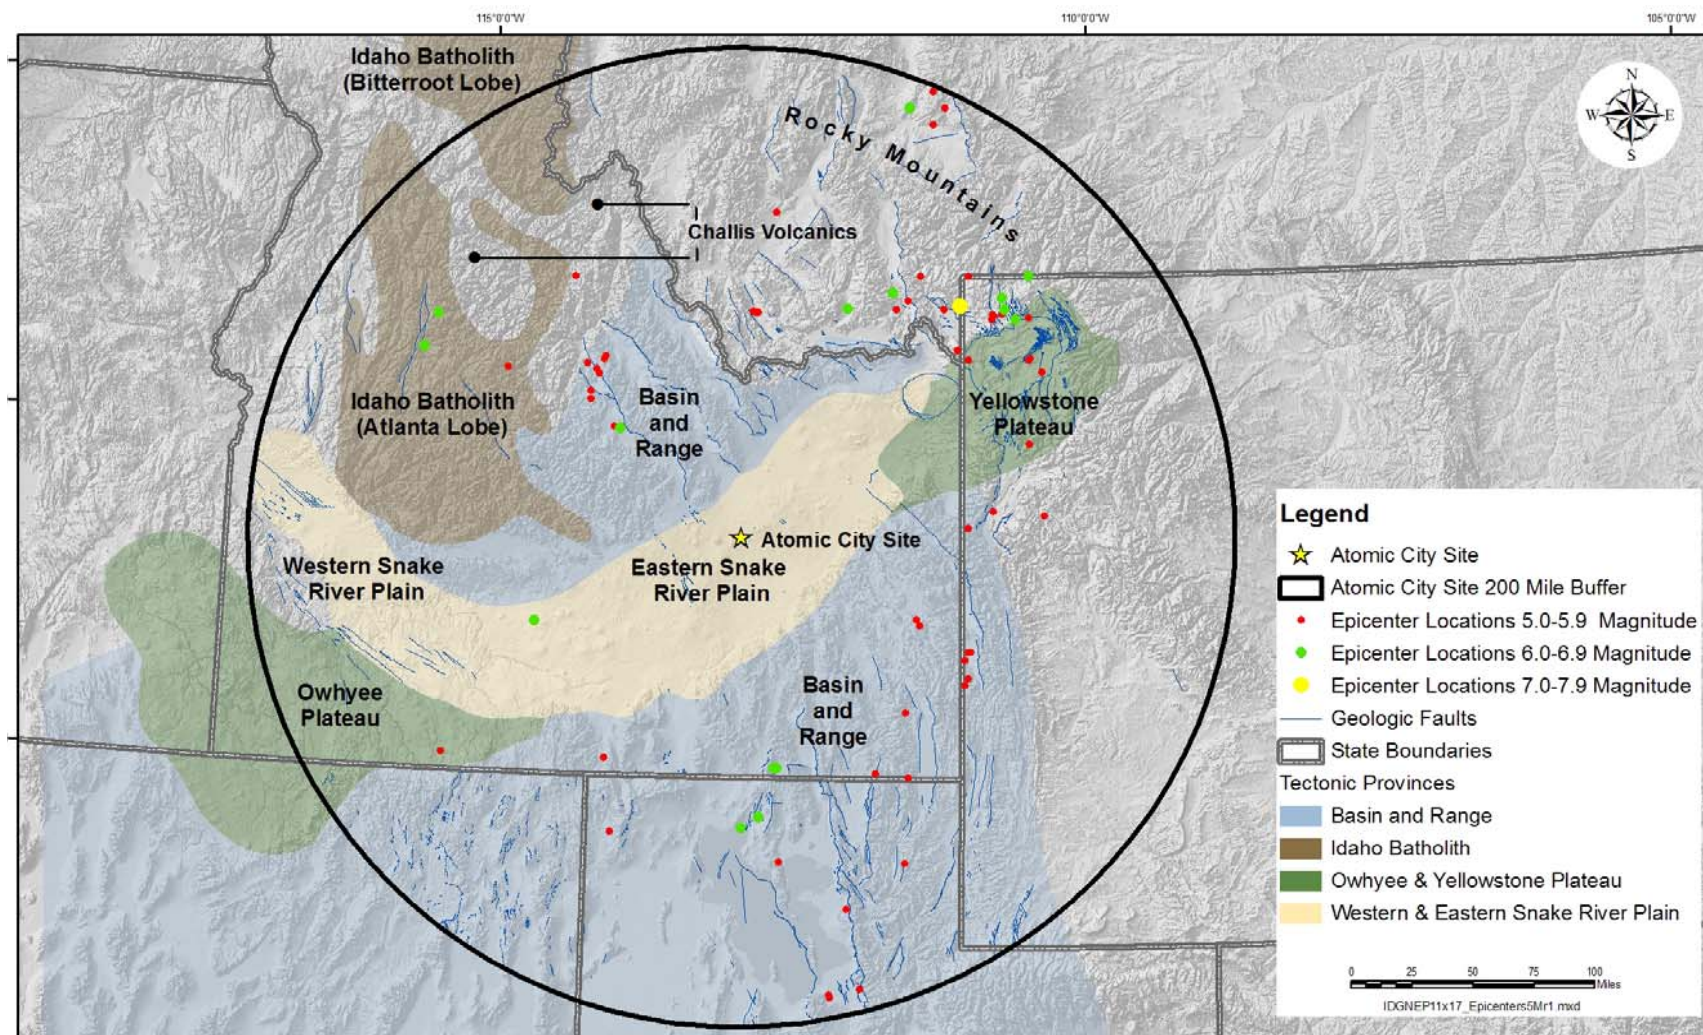 115°0'0"W
110°0'0"W
105°0'0"W
Idaho Batholith
(Bitterroot Lobe)
Rocky Mountains
N
W
E
S
Challis Volcanics
Idaho Batholith
(Atlanta Lobe)
Basin
and
Range
Yellowstone
Plateau
Atomic City Site
Western Snake
River Plain
Eastern Snake
River Plain
Owhyee
Plateau
Basin
and
Range
Legend
Atomic City Site
Atomic City Site 200 Mile Buffer
Epicenter Locations 5.0-5.9 Magnitude
Epicenter Locations 6.0-6.9 Magnitude
Epicenter Locations 7.0-7.9 Magnitude
Geologic Faults
State Boundaries
Tectonic Provinces
Basin and Range
Idaho Batholith
Owhyee & Yellowstone Plateau
Western & Eastern Snake River Plain
0 25 50 75 100
Miles
IDGNEP11x17_Epicenters5Mr1.mxd